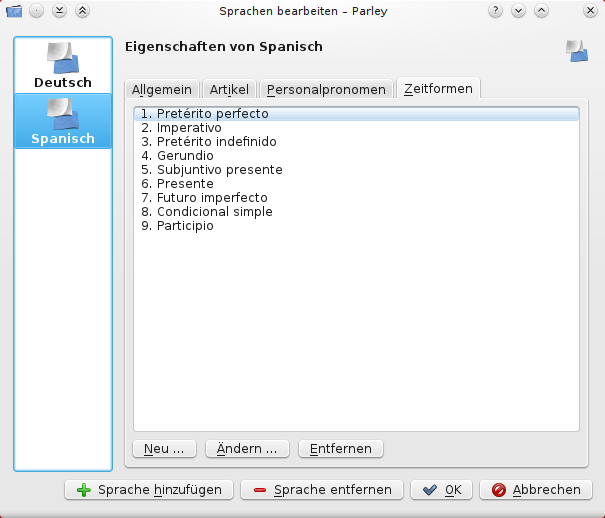 Sprachen bearbeiten – Parley
Deutsch
Spanisch
Eigenschaften von Spanisch
Allgemein Artikel Personalpronomen Zeitformen
1. Pretérito perfecto
2. Imperativo
3. Pretérito indefinido
4. Gerundio
5. Subjuntivo presente
6. Presente
7. Futuro imperfecto
8. Condicional simple
9. Participio
Neu ... Ändern ... Entfernen
Sprache hinzufügen Sprache entfernen OK Abbrechen